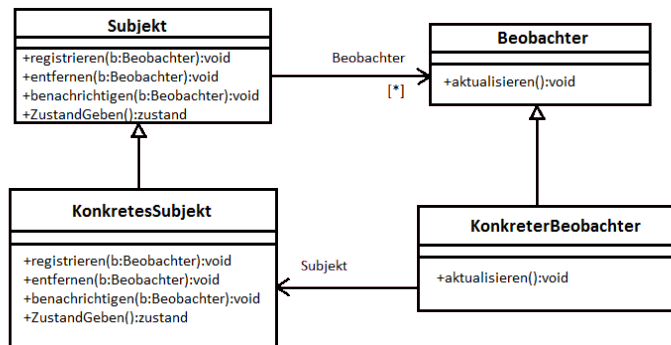 Subjekt
+registrieren(b:Beobachter):void
+entfernen(b:Beobachter):void
+benachrichtigen(b:Beobachter):void
+ZustandGeben():zustand
Beobachter
[*]
Beobachter
+aktualisieren():void
KonkretesSubjekt
+registrieren(b:Beobachter):void
+entfernen(b:Beobachter):void
+benachrichtigen(b:Beobachter):void
+ZustandGeben():zustand
Subjekt
KonkreterBeobachter
+aktualisieren():void